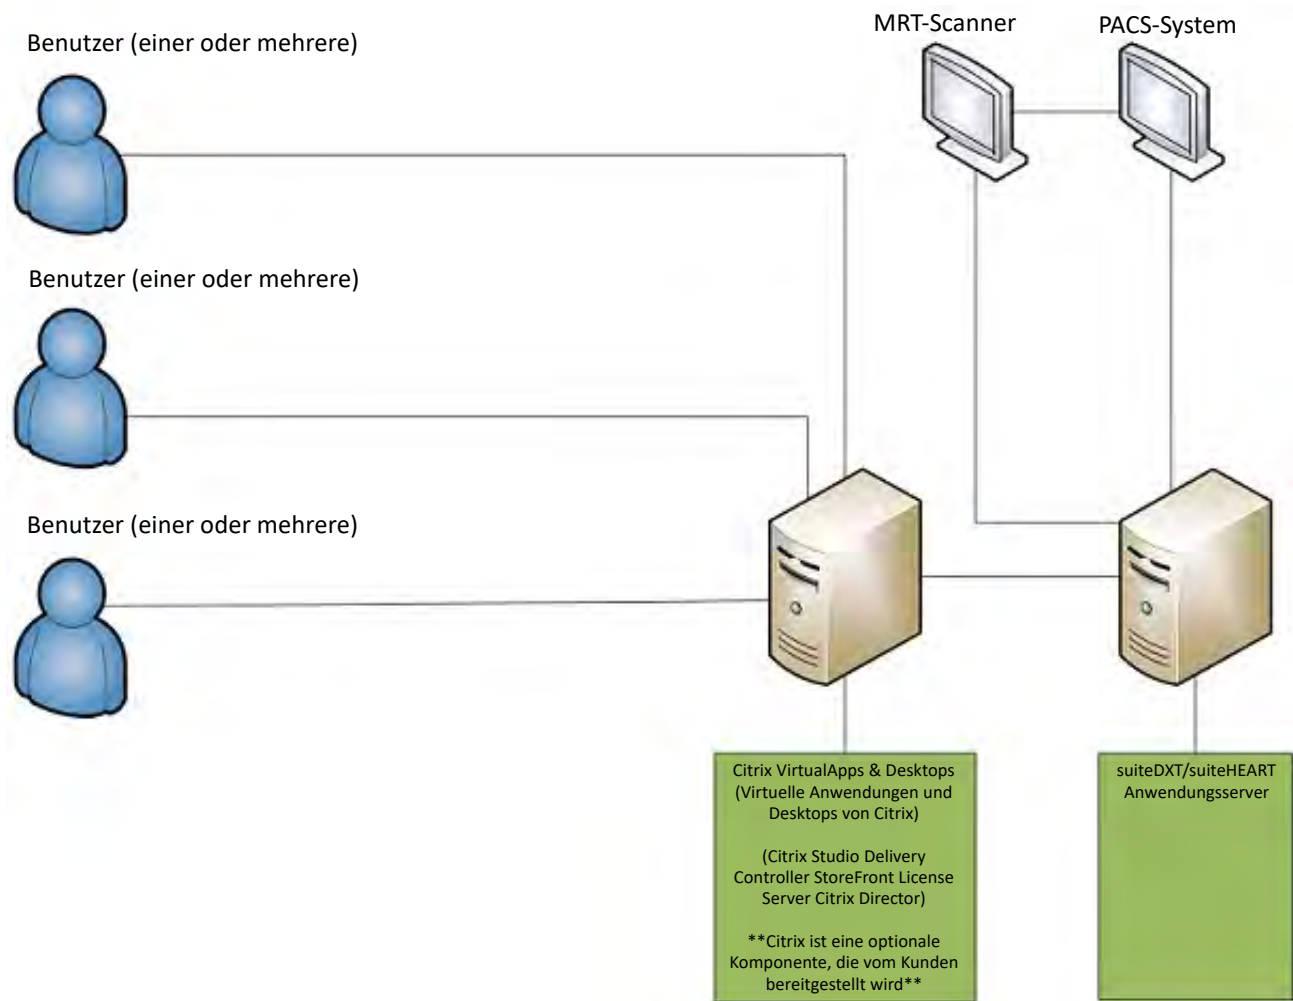 MRT-Scanner
PACS-System
Benutzer (einer oder mehrere)
Benutzer (einer oder mehrere)
Benutzer (einer oder mehrere)
Citrix VirtualApps & Desktops
(Virtuelle Anwendungen und
Desktops von Citrix)
(Citrix Studio Delivery
Controller StoreFront License
Server Citrix Director)
**Citrix ist eine optionale
Komponente, die vom Kunden
bereitgestellt wird**
suiteDXT/suiteHEART
Anwendungsserver